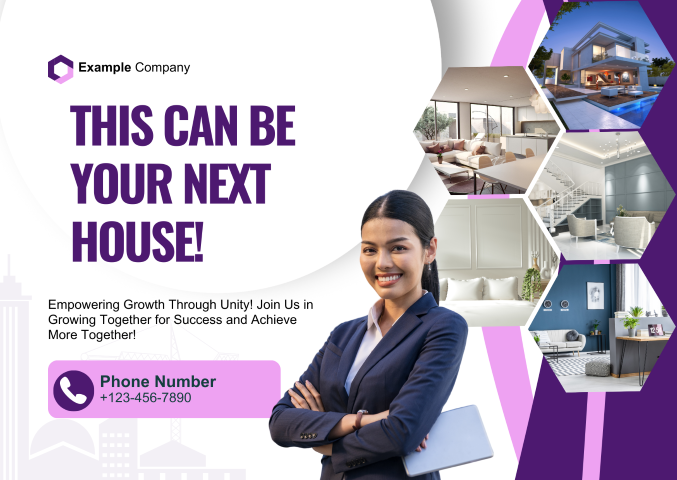 Example Company
THIS CAN BE
YOUR NEXT
HOUSE!
Empowering Growth Through Unity! Join Us in
Growing Together for Success and Achieve
More Together!
Phone Number
+123-456-7890